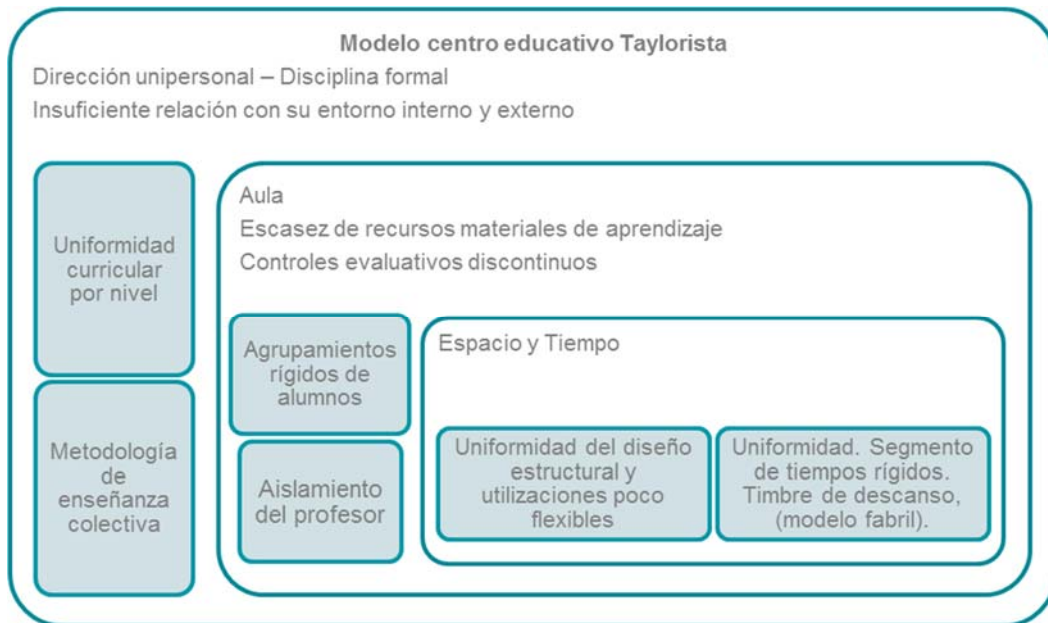 Modelo centro educativo Taylorista
Dirección unipersonal – Disciplina formal
Insuficiente relación con su entorno interno y externo
Uniformidad
curricular
por nivel
Metodología
de
enseñanza
colectiva
Aula
Escasez de recursos materiales de aprendizaje
Controles evaluativos discontinuos
Agrupamientos
rígidos de
alumnos
Aislamiento
del profesor
Espacio y Tiempo
Uniformidad del diseño
estructural y
utilizaciones poco
flexibles
Uniformidad. Segmento
de tiempos rígidos.
Timbre de descanso,
(modelo fabril).